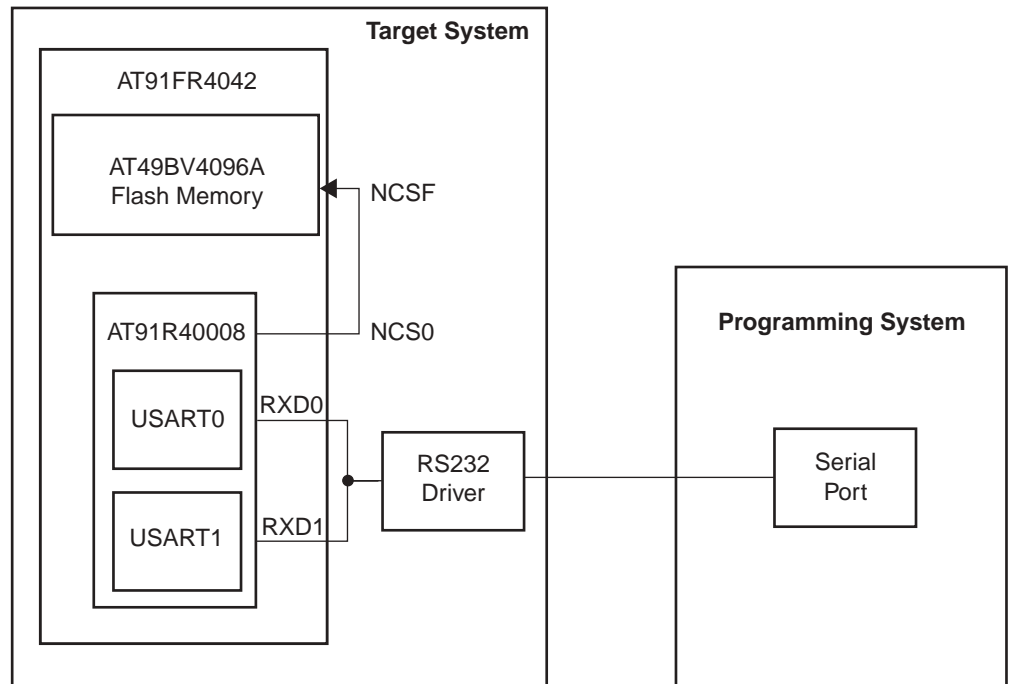 Target System
AT91FR4042
AT49BV4096A
Flash Memory
NCSF
AT91R40008
NCS0
USART0
RXD0
RS232
Driver
USART1
RXD1
Programming System
Serial
Port